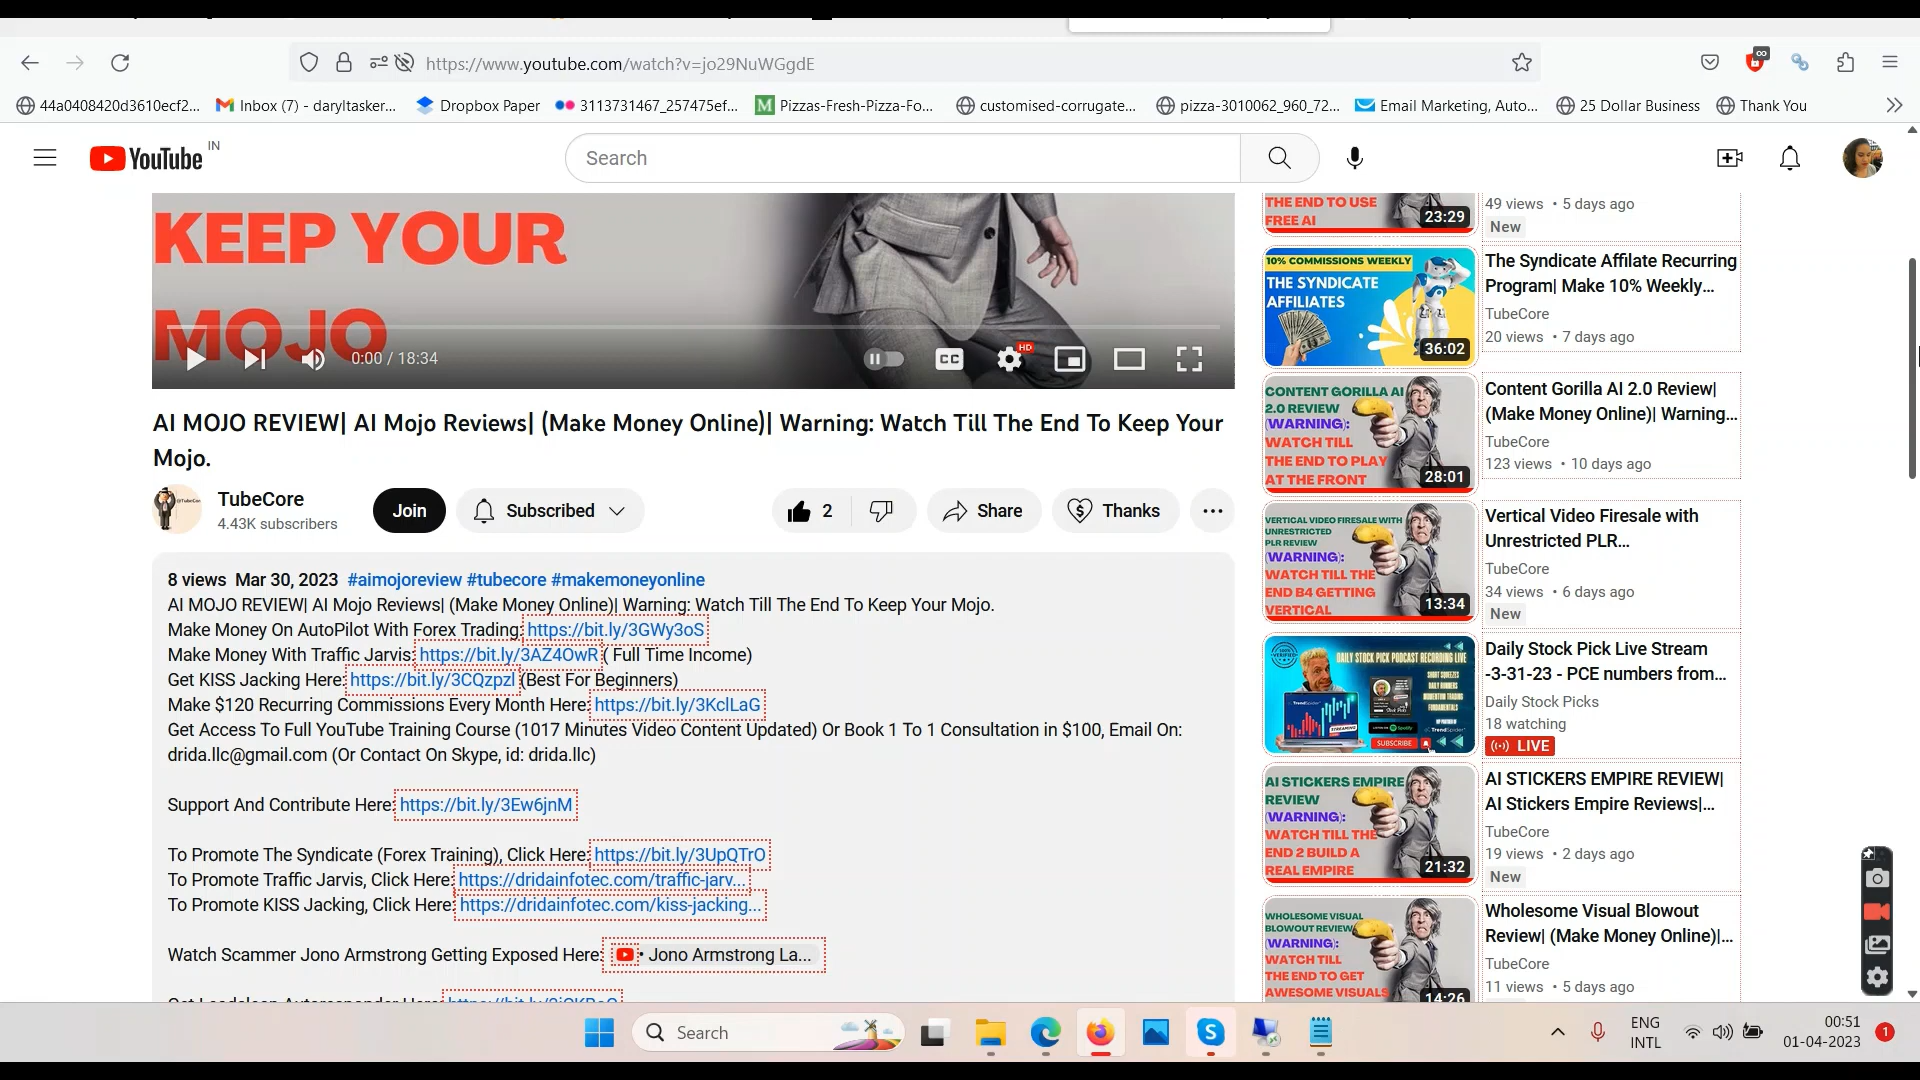 https://www.youtube.com/watch?v=jo29NuWGgdE
44a0408420d3610ecf2...
Inbox (7) - daryltasker...
Dropbox Paper
3113731467_257475ef...
Pizzas-Fresh-Pizza-Fo...
customised-corrugate...
pizza-3010062_960_72...
Email Marketing, Auto...
25 Dollar Business
Thank You
YouTube IN
Search
KEEP YOUR
MOJO
0:00 / 18:34
CC
HD
AI MOJO REVIEW| AI Mojo Reviews| (Make Money Online)| Warning: Watch Till The End To Keep Your
Mojo.
TubeCore
4.43K subscribers
Join
Subscribed
2
Share
Thanks
8 views Mar 30, 2023 #aimojoreview #tubecore #makemoneyonline
AI MOJO REVIEW| AI Mojo Reviews| (Make Money Online)| Warning: Watch Till The End To Keep Your Mojo.
Make Money On AutoPilot With Forex Trading: https://bit.ly/3GWy3oS
Make Money With Traffic Jarvis: https://bit.ly/3AZ4OwR ( Full Time Income)
Get KISS Jacking Here: https://bit.ly/3CQzpzl (Best For Beginners)
Make $120 Recurring Commissions Every Month Here: https://bit.ly/3KclLaG
Get Access To Full YouTube Training Course (1017 Minutes Video Content Updated) Or Book 1 To 1 Consultation in $100, Email On:
drida.llc@gmail.com (Or Contact On Skype, id: drida.llc)
Support And Contribute Here: https://bit.ly/3Ew6jnM
To Promote The Syndicate (Forex Training), Click Here: https://bit.ly/3UpQTrO
To Promote Traffic Jarvis, Click Here: https://dridainfotec.com/traffic-jarv...
To Promote KISS Jacking, Click Here: https://dridainfotec.com/kiss-jacking...
Watch Scammer Jono Armstrong Getting Exposed Here: • Jono Armstrong La...
THE END TO USE
FREE AI
23:29
49 views • 5 days ago
New
10% COMMISSIONS WEEKLY
THE SYNDICATE
AFFILIATES
36:02
The Syndicate Affilate Recurring
Program| Make 10% Weekly...
TubeCore
20 views • 7 days ago
CONTENT GORILLA AI
2.0 REVIEW
(WARNING):
WATCH TILL
THE END TO PLAY
AT THE FRONT
28:01
Content Gorilla AI 2.0 Review|
(Make Money Online)| Warning...
TubeCore
123 views • 10 days ago
VERTICAL VIDEO FIRESALE WITH
UNRESTRICTED
PLR REVIEW
(WARNING):
WATCH TILL THE
END B4 GETTING
VERTICAL
13:34
Vertical Video Firesale with
Unrestricted PLR...
TubeCore
34 views • 6 days ago
New
DAILY STOCK PICK PODCAST RECORDING LIVE
SUBSCRIBE
Daily Stock Pick Live Stream
-3-31-23 - PCE numbers from...
Daily Stock Picks
18 watching
LIVE
AI STICKERS EMPIRE
REVIEW
(WARNING):
WATCH TILL THE
END 2 BUILD A
REAL EMPIRE
21:32
AI STICKERS EMPIRE REVIEW|
AI Stickers Empire Reviews|...
TubeCore
19 views • 2 days ago
New
WHOLESOME VISUAL
BLOWOUT REVIEW
(WARNING):
WATCH TILL
THE END TO GET
AWESOME VISUALS
14:26
Wholesome Visual Blowout
Review| (Make Money Online)|...
TubeCore
11 views • 5 days ago
Search
ENG
INTL
00:51
01-04-2023
1